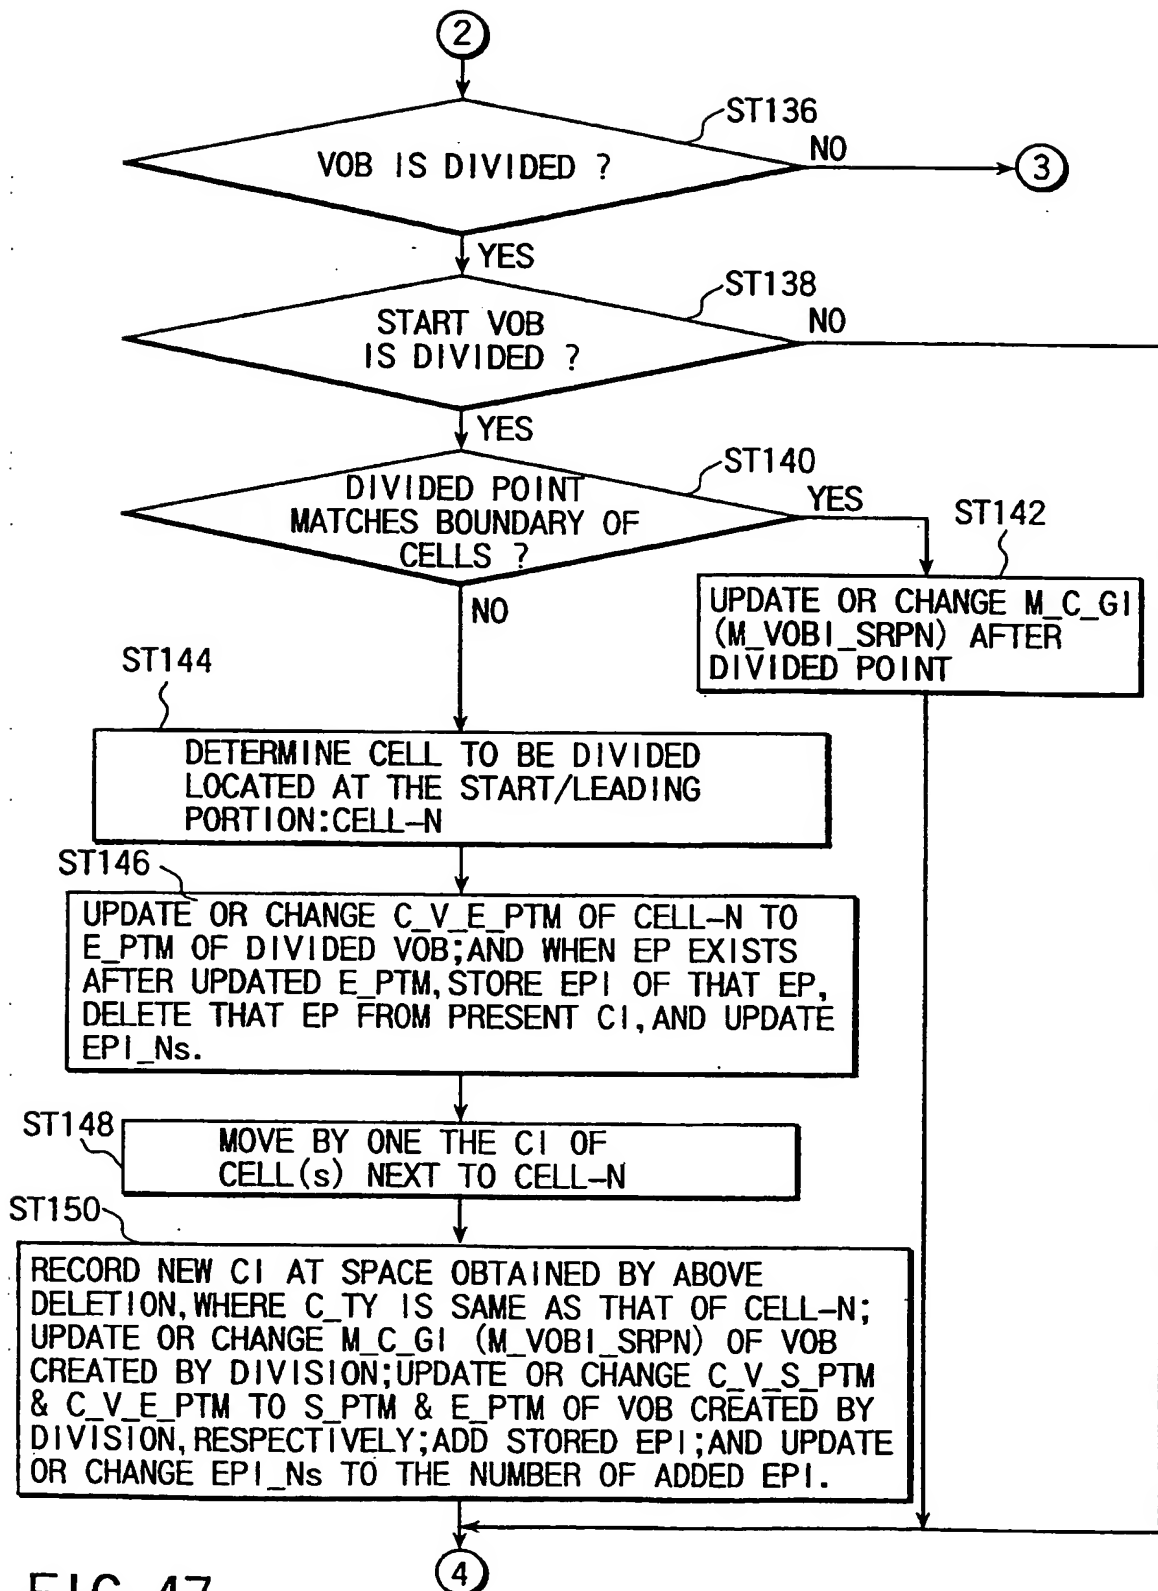 2
ST136
VOB IS DIVIDED ?
NO
3
YES
ST138
START VOB
IS DIVIDED ?
NO
YES
ST140
DIVIDED POINT
MATCHES BOUNDARY OF
CELLS ?
YES
ST142
NO
UPDATE OR CHANGE M_C_GI
(M_VOBI_SRPN) AFTER
DIVIDED POINT
ST144
DETERMINE CELL TO BE DIVIDED
LOCATED AT THE START/LEADING
PORTION:CELL-N
ST146
UPDATE OR CHANGE C_V_E_PTM OF CELL-N TO
E_PTM OF DIVIDED VOB;AND WHEN EP EXISTS
AFTER UPDATED E_PTM,STORE EPI OF THAT EP,
DELETE THAT EP FROM PRESENT CI,AND UPDATE
EPI_Ns.
ST148
MOVE BY ONE THE CI OF
CELL(s) NEXT TO CELL-N
ST150
RECORD NEW CI AT SPACE OBTAINED BY ABOVE
DELETION,WHERE C_TY IS SAME AS THAT OF CELL-N;
UPDATE OR CHANGE M_C_GI (M_VOBI_SRPN) OF VOB
CREATED BY DIVISION;UPDATE OR CHANGE C_V_S_PTM
& C_V_E_PTM TO S_PTM & E_PTM OF VOB CREATED BY
DIVISION,RESPECTIVELY;ADD STORED EPI;AND UPDATE
OR CHANGE EPI_Ns TO THE NUMBER OF ADDED EPI.
4
FIG. 47